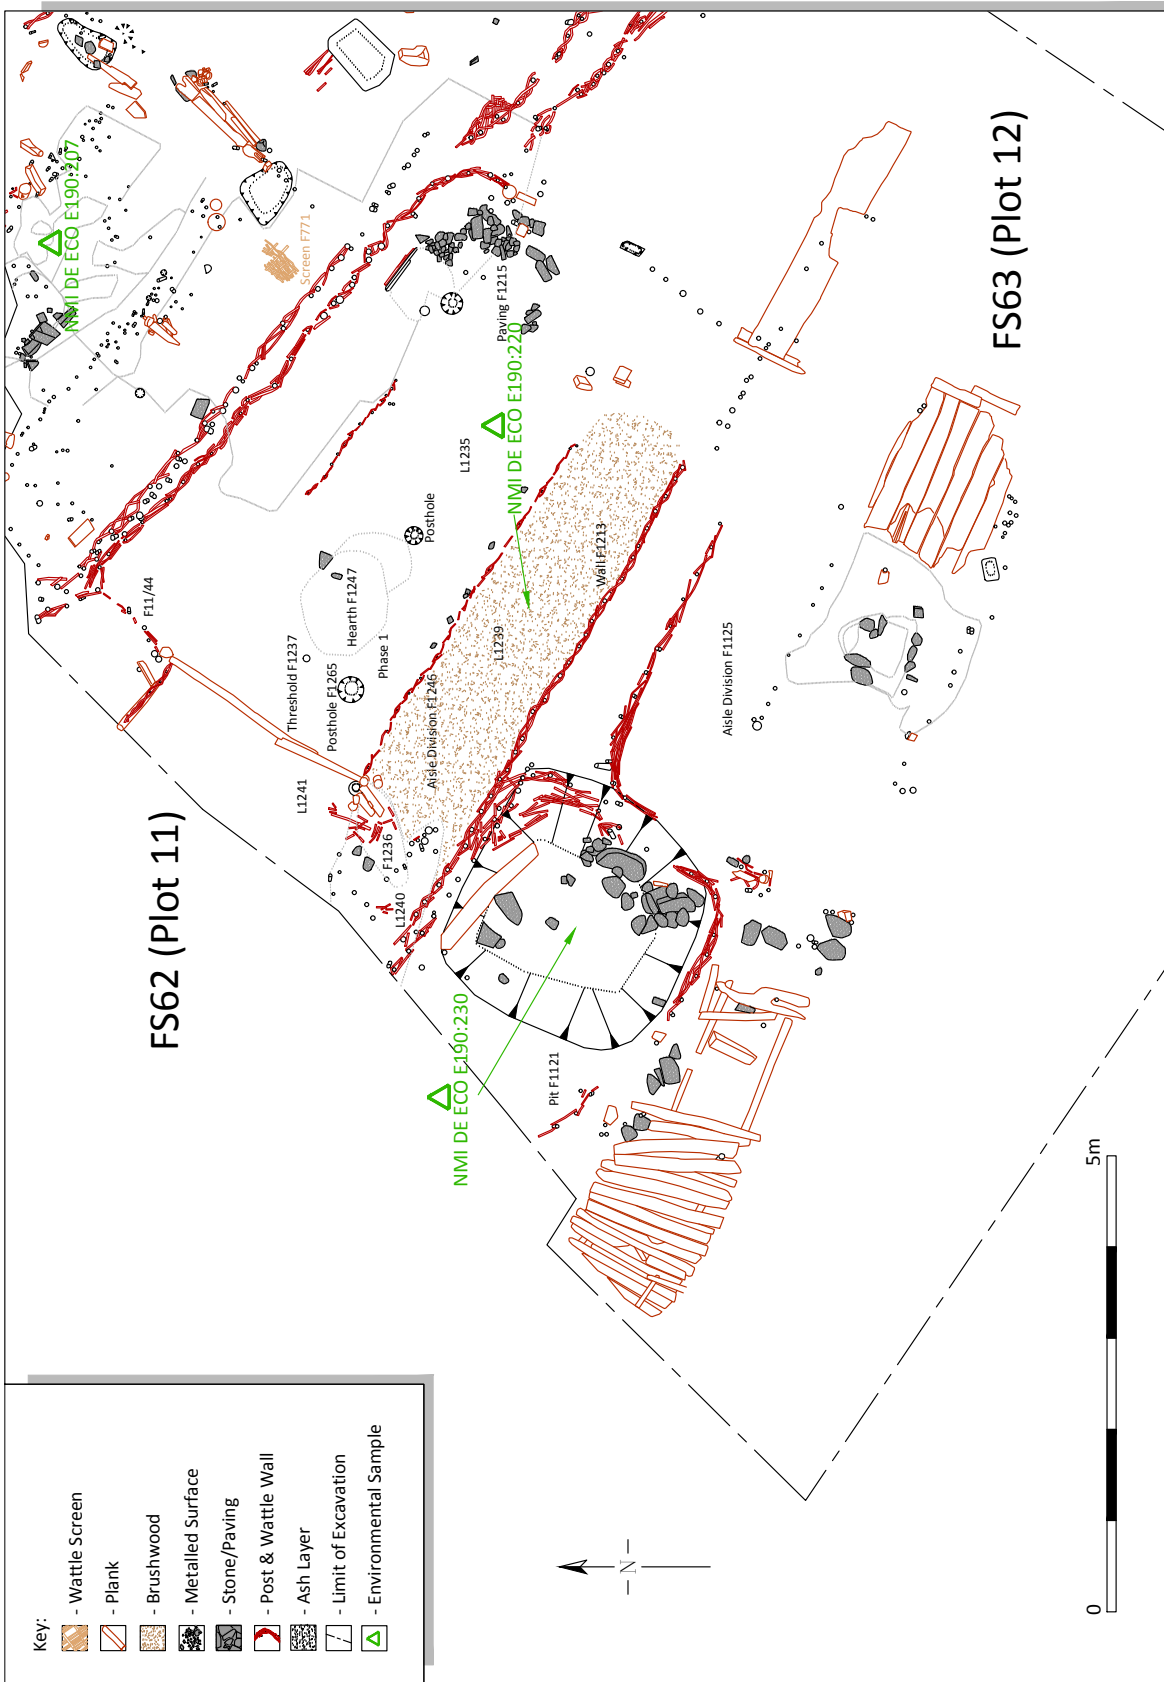 Key:
- Wattle Screen
- Plank
- Brushwood
- Metalled Surface
- Stone/Paving
- Post & Wattle Wall
- Ash Layer
- Limit of Excavation
- Environmental Sample
FS62 (Plot 11)
FS63 (Plot 12)
NMI DE ECO E190:207
Screen F771
Paving F1215
NMI DE ECO E190:220
L1235
Posthole
F11/44
Hearth F1247
Phase 1
Threshold F1237
Posthole F1265
L1241
Aisle Division F1246
L1239
Wall F1213
F1236
L1240
Aisle Division F1125
NMI DE ECO E190:230
Pit F1121
N
0
5m